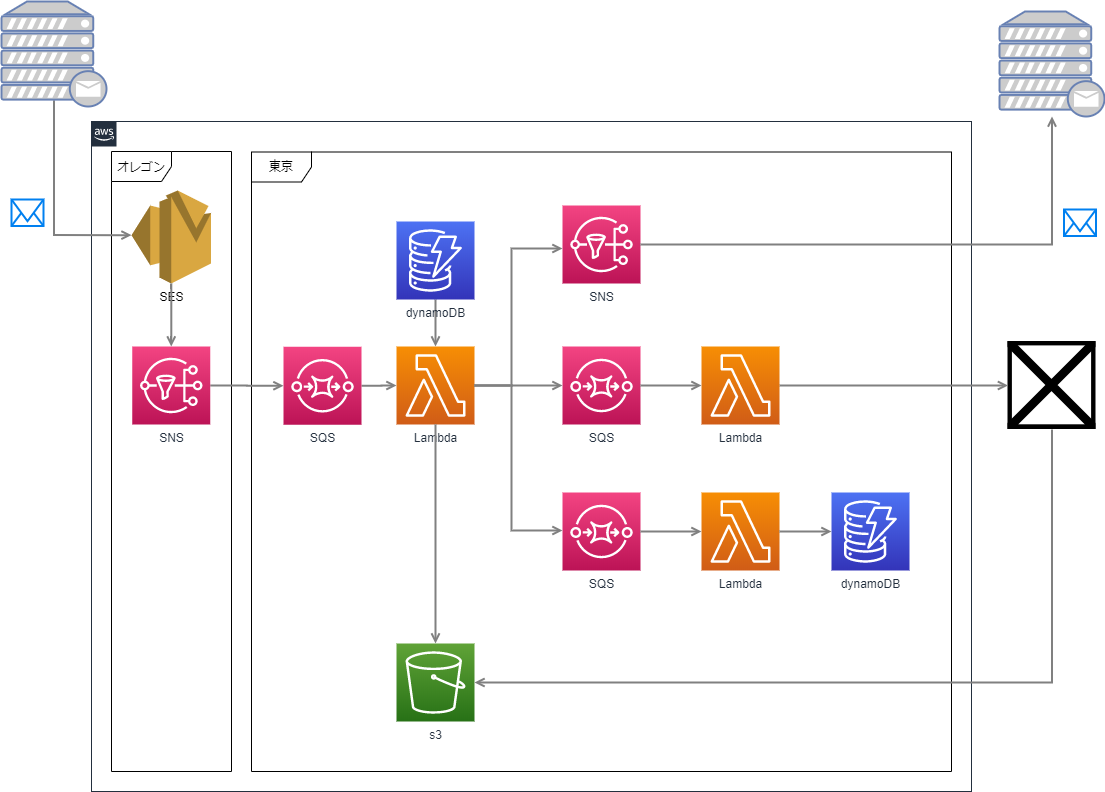 aws
オレゴン
東京
SES
dynamoDB
SNS
SNS
SQS
Lambda
SQS
Lambda
SQS
Lambda
dynamoDB
s3